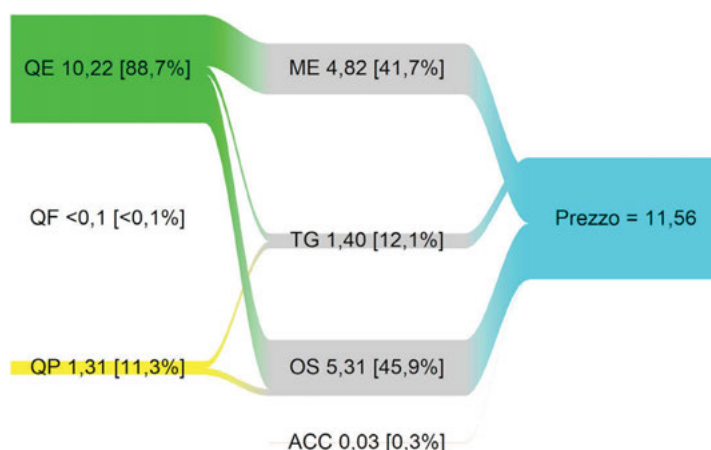 QE 10,22 [88,7%]
ME 4,82 [41,7%]
QF <0,1 [<0,1%]
TG 1,40 [12,1%]
Prezzo = 11,56
QP 1,31 [11,3%]
OS 5,31 [45,9%]
ACC 0,03 [0,3%]